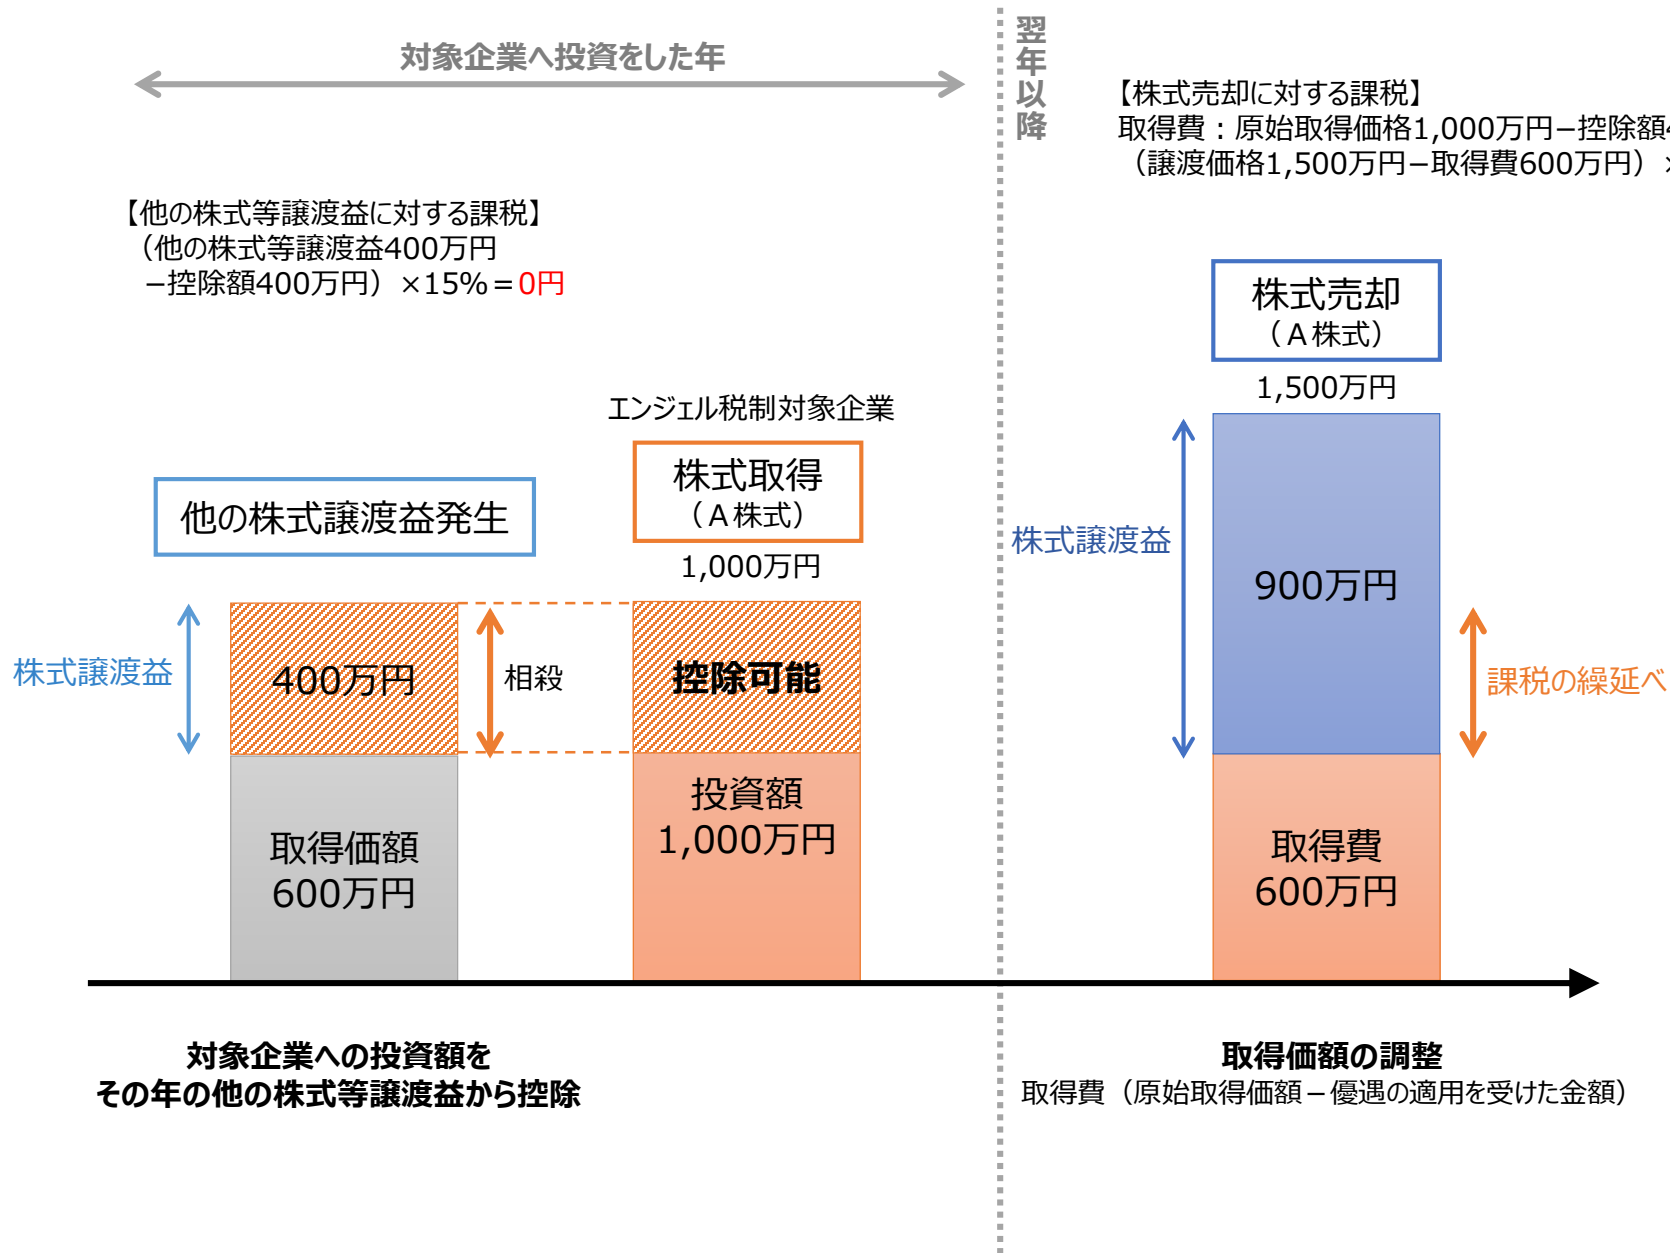 対象企業へ投資をした年
翌年以降
【他の株式等譲渡益に対する課税】
（他の株式等譲渡益400万円
−控除額400万円）×15%＝0円
他の株式譲渡益発生
株式譲渡益
400万円
取得価額
600万円
相殺
エンジェル税制対象企業
株式取得
（Ａ株式）
1,000万円
控除可能
投資額
1,000万円
対象企業への投資額を
その年の他の株式等譲渡益から控除
【株式売却に対する課税】
取得費：原始取得価格1,000万円−控除額
（譲渡価格1,500万円−取得費600万円）×
株式売却
（Ａ株式）
1,500万円
株式譲渡益
900万円
課税の繰延べ
取得費
600万円
取得価額の調整
取得費（原始取得価額－優遇の適用を受けた金額）